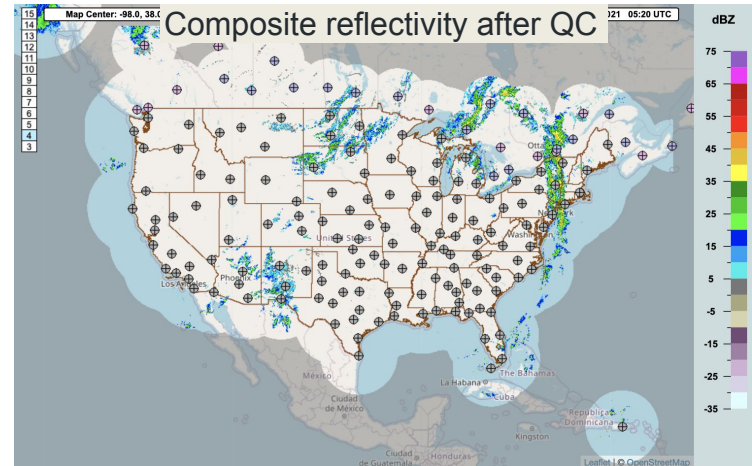 Composite reflectivity after QC
Map Center: -98.0, 38.0
021 05:20 UTC
dBZ
15
14
13
12
11
10
9
8
7
6
5
4
3
75
65
55
45
35
25
15
5
-5
-15
-25
-35
United States
Los Angeles
Phoenix
Washington
México
Ciudad
de México
La Habana
The Bahamas
Cuba
Kingston
Honduras
Ciudad
de Guatemala
Leaflet | © OpenStreetMap